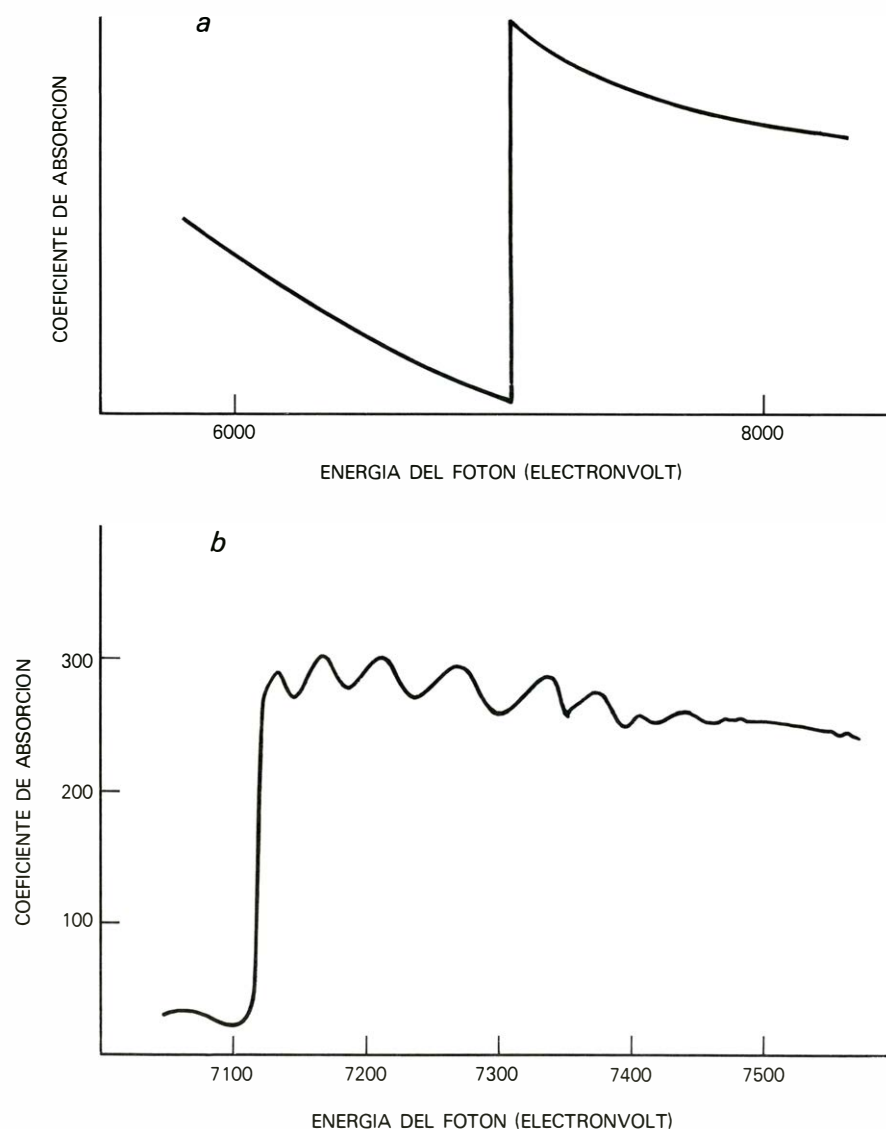 a
COEFICIENTE DE ABSORCION
6000
8000
ENERGIA DEL FOTON (ELECTRONVOLT)
b
COEFICIENTE DE ABSORCION
300
200
100
7100
7200
7300
7400
7500
ENERGIA DEL FOTON (ELECTRONVOLT)